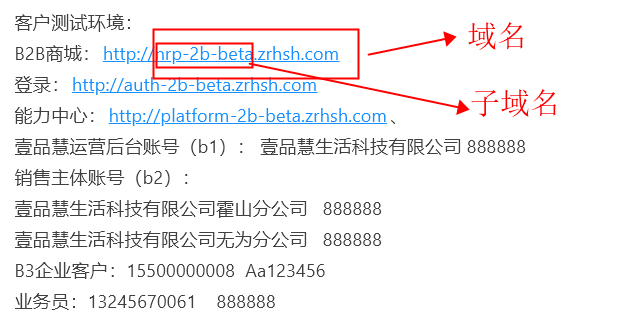 客户测试环境：
B2B商城： http://nrp-2b-beta.zrhsh.com 域名
登录：http://auth-2b-beta.zrhsh.com
子域名
能力中心：http://platform-2b-beta.zrhsh.com、
壹品慧运营后台账号（b1）： 壹品慧生活科技有限公司 888888
销售主体账号（b2）：
壹品慧生活科技有限公司霍山分公司 888888
壹品慧生活科技有限公司无为分公司 888888
B3企业客户：15500000008 Aa123456
业务员：13245670061 888888